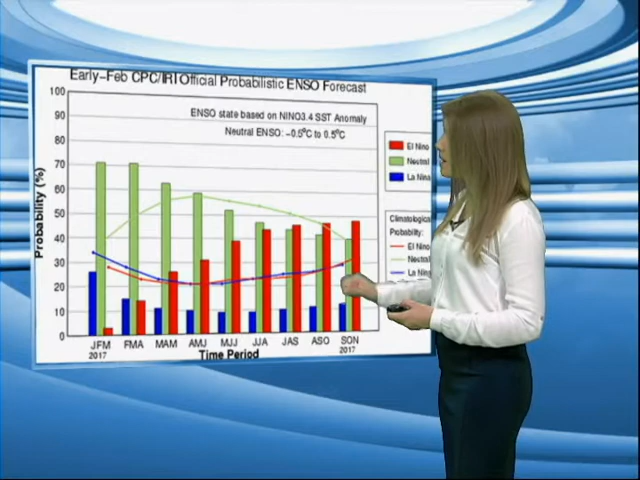 Early-Feb CPC/IRI Official Probabilistic ENSO Forecast
ENSO state based on NINO3.4 SST Anomaly
Neutral ENSO: -0.5°C to 0.5°C
Probability (%)
100
90
80
70
60
50
40
30
20
10
0
JFM FMA MAM AMJ MJJ JJA JAS ASO SON
2017 2017
Time Period
El Nino
Neutral
La Nina
Climatological
Probability:
El Nino
Neutral
La Nina